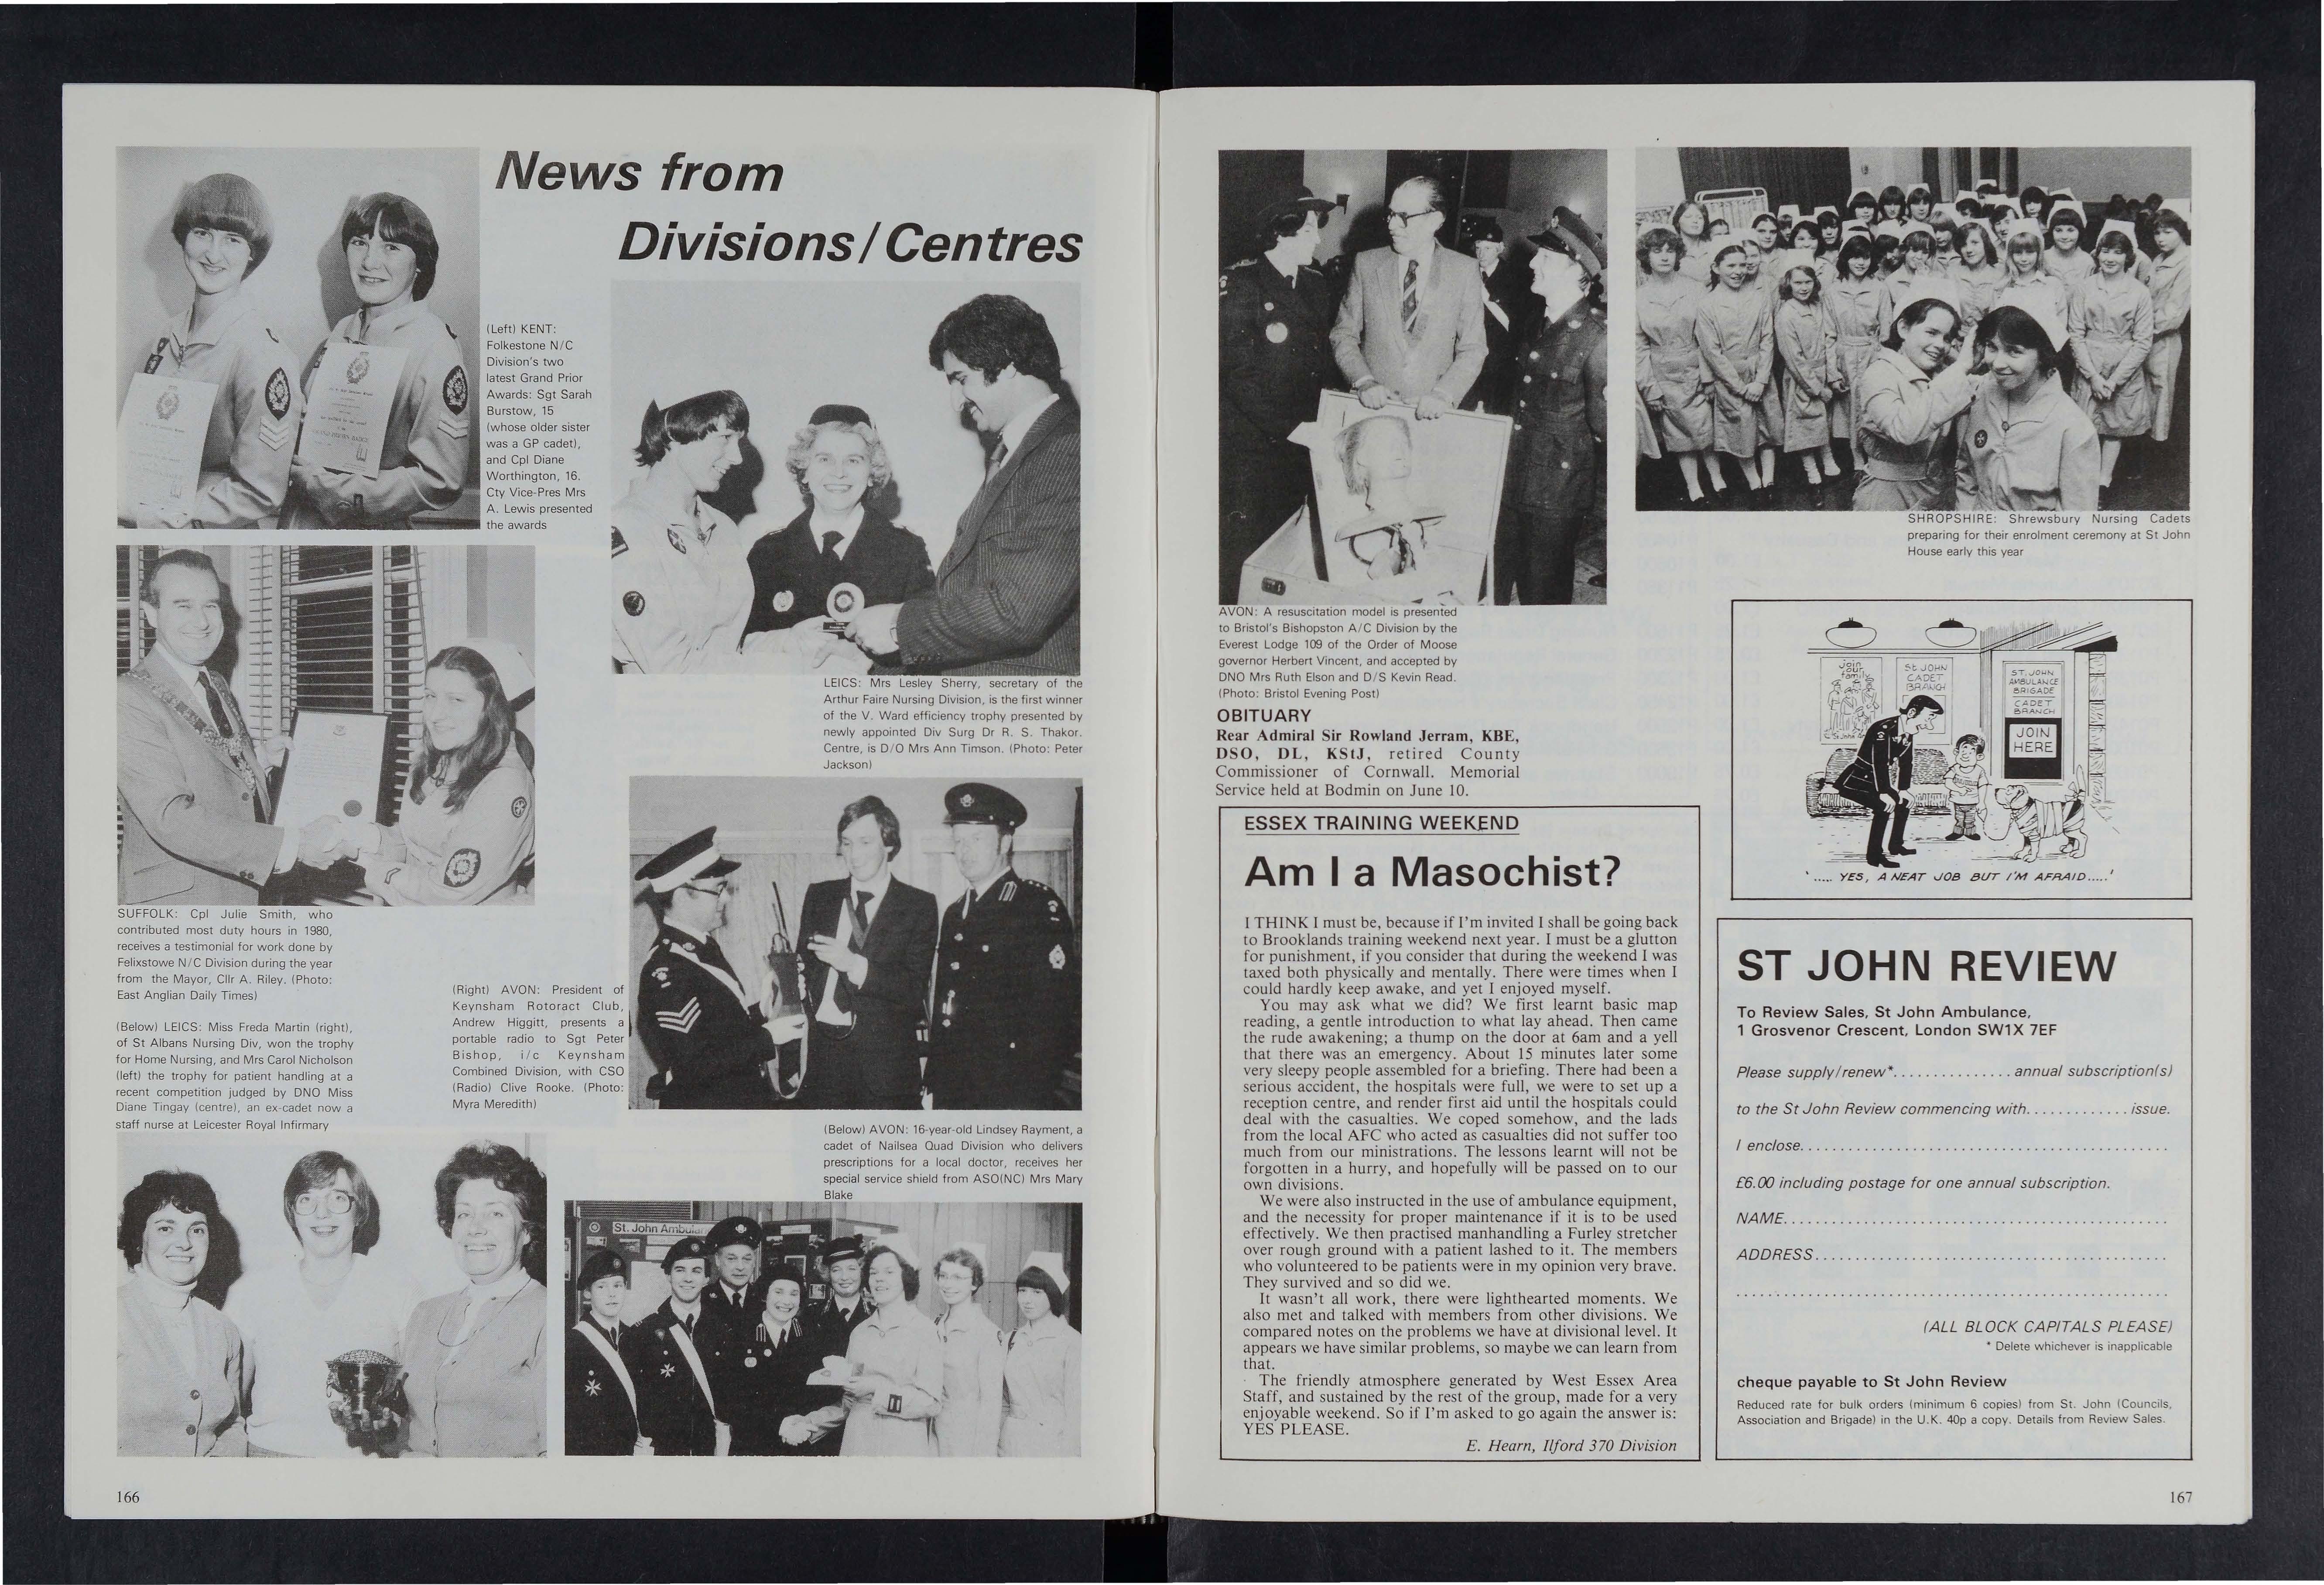 News from
Divisions/Centres
(Left) KENT:
Folkestone N/C
Division's two
latest Grand Prior
Awards: Sgt Sarah
Burstow, 15
(whose older sister
was a GP cadet),
and Cpl Diane
Worthington, 16.
Cty Vice-Pres Mrs
A. Lewis presented
the awards
LEICS: Mrs Lesley Sherry, secretary of the
Arthur Faire Nursing Division, is the first winner
of the V. Ward efficiency trophy presented by
newly appointed Div Surg Dr R. S. Thakor.
Centre, is D/O Mrs Ann Timson. (Photo: Peter
Jackson)
SUFFOLK: Cpl Julie Smith, who
contributed most duty hours in 1980,
receives a testimonial for work done by
Felixstowe N/C Division during the year
from the Mayor, Cllr A. Riley. (Photo:
East Anglian Daily Times)
(Below) LEICS: Miss Freda Martin (right),
of St Albans Nursing Div, won the trophy
for Home Nursing, and Mrs Carol Nicholson
(left) the trophy for patient handling at a
recent competition judged by DNO Miss
Diane Tingay (centre), an ex-cadet now a
staff nurse at Leicester Royal Infirmary
(Right) AVON: President of
Keynsham Rotoract Club,
Andrew Higgitt, presents a
portable radio to Sgt Peter
Bishop, i/c Keynsham
Combined Division, with CSO
(Radio) Clive Rooke. (Photo:
Myra Meredith)
(Below) AVON: 16-year-old Lindsey Rayment, a
cadet of Nailsea Quad Division who delivers
prescriptions for a local doctor, receives her
special service shield from ASO(NC) Mrs Mary
Blake
St. John Ambulan
166
SHROPSHIRE: Shrewsbury Nursing Cadets
preparing for their enrolment ceremony at St John
House early this year
AVON: A resuscitation model is presented
to Bristol's Bishopston A/C Division by the
Everest Lodge 109 of the Order of Moose
governor Herbert Vincent, and accepted by
DNO Mrs Ruth Elson and D/S Kevin Read.
(Photo: Bristol Evening Post)
OBITUARY
Rear Admiral Sir Rowland Jerram, KBE,
DSO, DL, KStJ, retired County
Commissioner of Cornwall. Memorial
Service held at Bodmin on June 10.
ESSEX TRAINING WEEKEND
Am I a Masochist?
I THINK I must be, because if I'm invited I shall be going back
to Brooklands training weekend next year. I must be a glutton
for punishment, if you consider that during the weekend I was
taxed both physically and mentally. There were times when I
could hardly keep awake, and yet I enjoyed myself.
You may ask what we did? We first learnt basic map
reading, a gentle introduction to what lay ahead. Then came
the rude awakening; a thump on the door at 6am and a yell
that there was an emergency. About 15 minutes later some
very sleepy people assembled for a briefing. There had been a
serious accident, the hospitals were full, we were to set up a
reception centre, and render first aid until the hospitals could
deal with the casualties. We coped somehow, and the lads
from the local AFC who acted as casualties did not suffer too
much from our ministrations. The lessons learnt will not be
forgotten in a hurry, and hopefully will be passed on to our
own divisions.
We were also instructed in the use of ambulance equipment,
and the necessity for proper maintenance if it is to be used
effectively. We then practised manhandling a Furley stretcher
over rough ground with a patient lashed to it. The members
who volunteered to be patients were in my opinion very brave.
They survived and so did we.
It wasn't all work, there were lighthearted moments. We
also met and talked with members from other divisions. We
compared notes on the problems we have at divisional level. It
appears we have similar problems, so maybe we can learn from
that.
The friendly atmosphere generated by West Essex Area
Staff, and sustained by the rest of the group, made for a very
enjoyable weekend. So if I'm asked to go again the answer is:
YES PLEASE.
E. Hearn, Ilford 370 Division
Join
our
family
St JOHN
CADET
BRANCH
ST. JOHN
AMBULANCE
BRIGADE
CADET
BRANCH
JOIN
HERE
'..... YES, A NEAT JOB BUT I'M AFRAID.....'
ST JOHN REVIEW
To Review Sales, St John Ambulance,
1 Grosvenor Crescent, London SW1X 7EF
Please supply/renew*............... annual subscription(s)
to the St John Review commencing with............. issue.
I enclose..............................................
£6.00 including postage for one annual subscription.
NAME................................................
ADDRESS............................................
......................................................
(ALL BLOCK CAPITALS PLEASE)
* Delete whichever is inapplicable
cheque payable to St John Review
Reduced rate for bulk orders (minimum 6 copies) from St. John (Councils,
Association and Brigade) in the U.K. 40p a copy. Details from Review Sales.
167